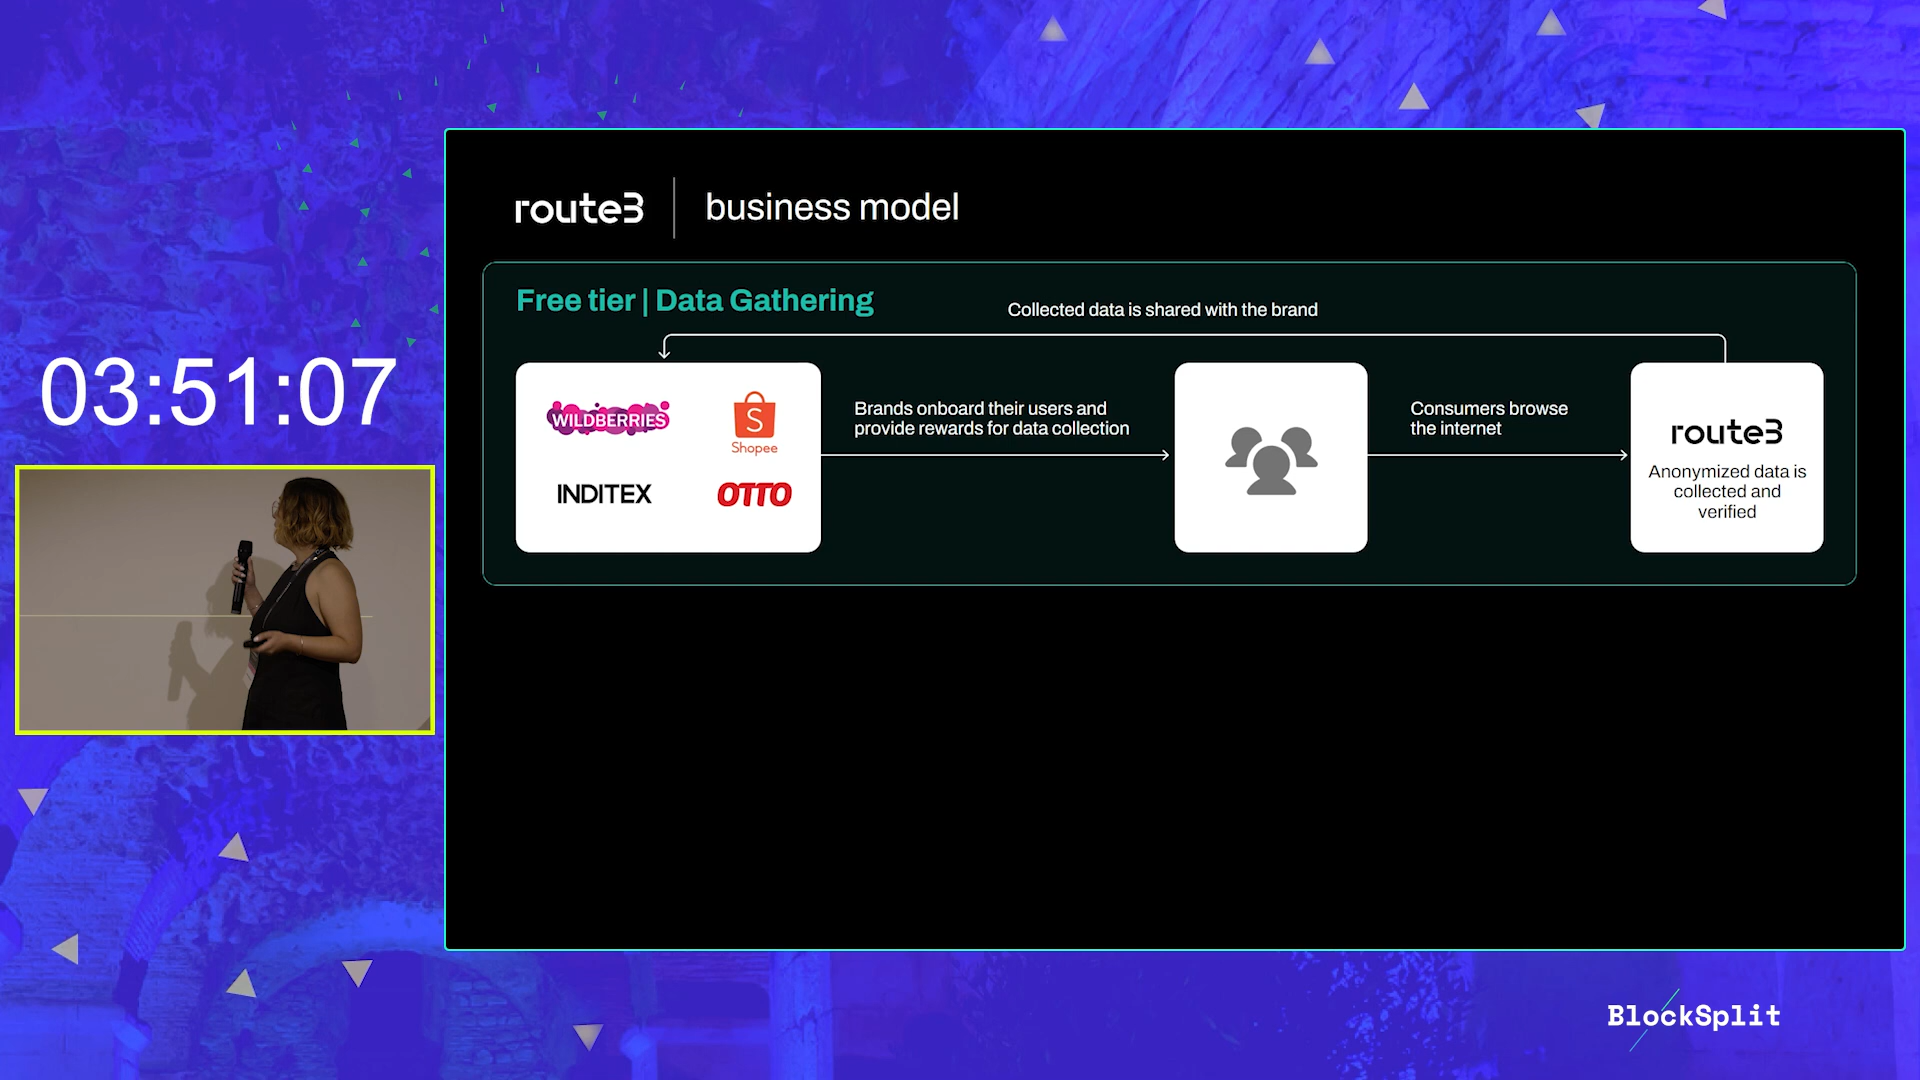 route3
business model
Free tier | Data Gathering
Collected data is shared with the brand
WILDBERRIES
S
Shopee
INDITEX
OTTO
Brands onboard their users and
provide rewards for data collection
Consumers browse
the internet
route3
Anonymized data is
collected and
verified
03:51:07
BlockSplit